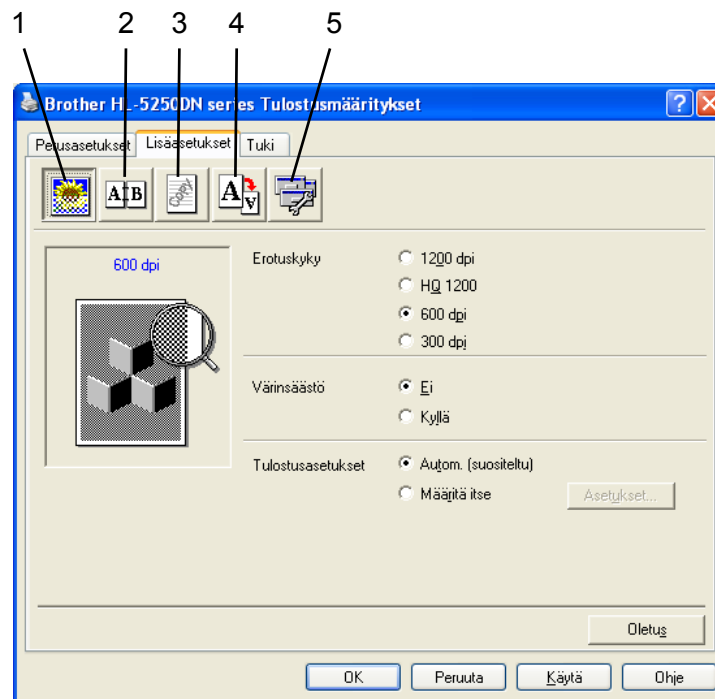 1 2 3 4 5
Brother HL-5250DN series Tulostusmääritykset
Perusasetukset Lisäasetukset Tuki
A B copy A V
600 dpi
Erotuskyky 1200 dpi
HQ 1200
600 dpi
300 dpi
Värinsäästö Ei
Kyllä
Tulostusasetukset Autom. (suositeltu)
Määritä itse Asetukset...
Oletus
OK Peruuta Käytä Ohje